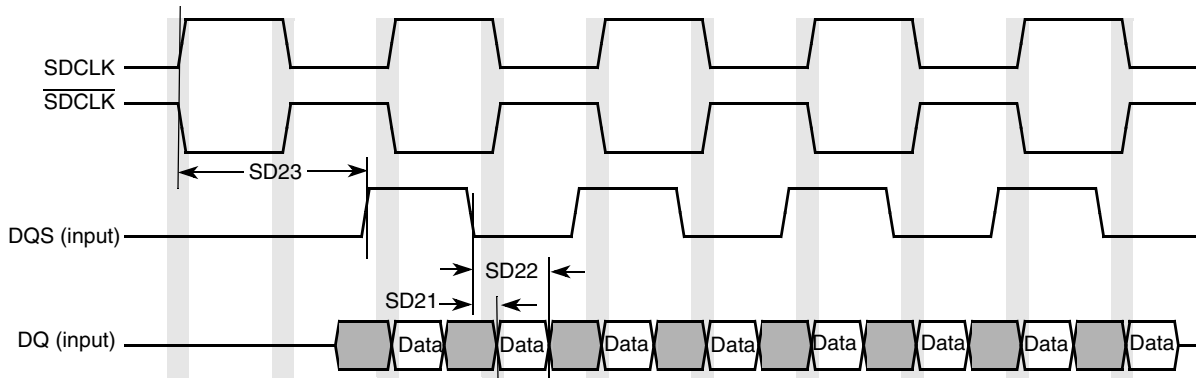 SDCLK
SDCLK
SD23
DQS (input)
SD22
SD21
DQ (input)
Data Data Data Data Data Data Data Data